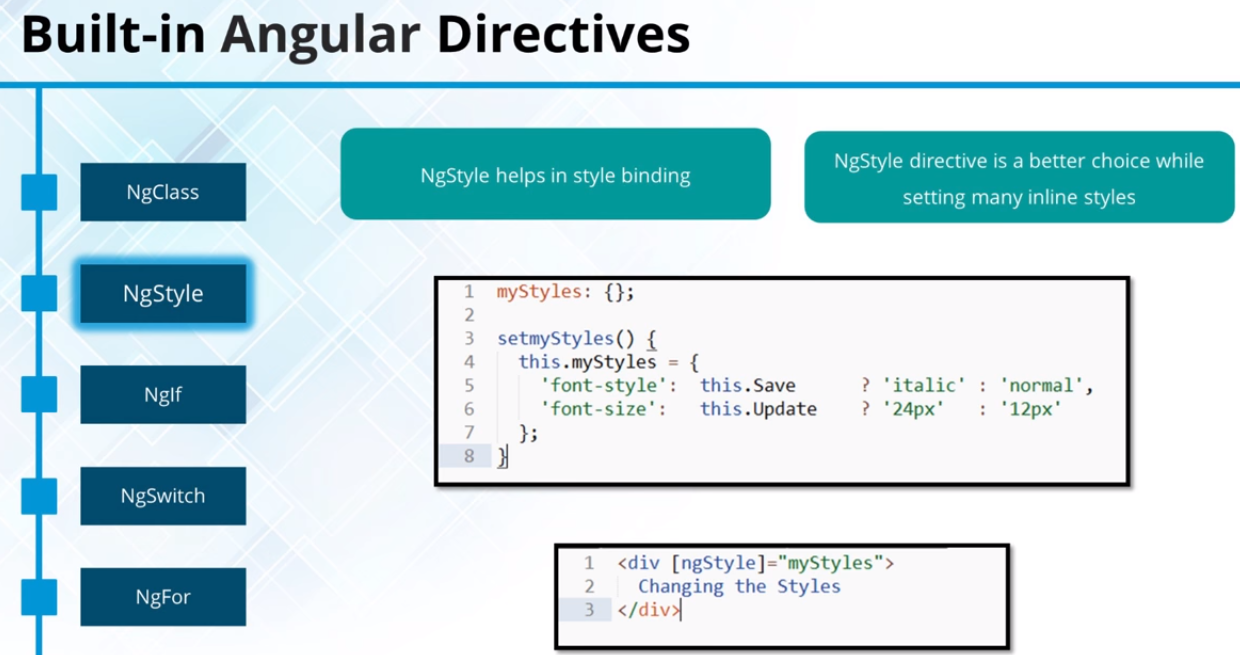 Built-in Angular Directives
NgClass
NgStyle
NgIf
NgSwitch
NgFor
NgStyle helps in style binding
NgStyle directive is a better choice while
setting many inline styles
1 myStyles: {};
2
3 setmyStyles() {
4 this.myStyles = {
5 'font-style': this.Save ? 'italic' : 'normal',
6 'font-size': this.Update ? '24px' : '12px'
7 };
8 }
1 <div [ngStyle]="myStyles">
2 Changing the Styles
3 </div>